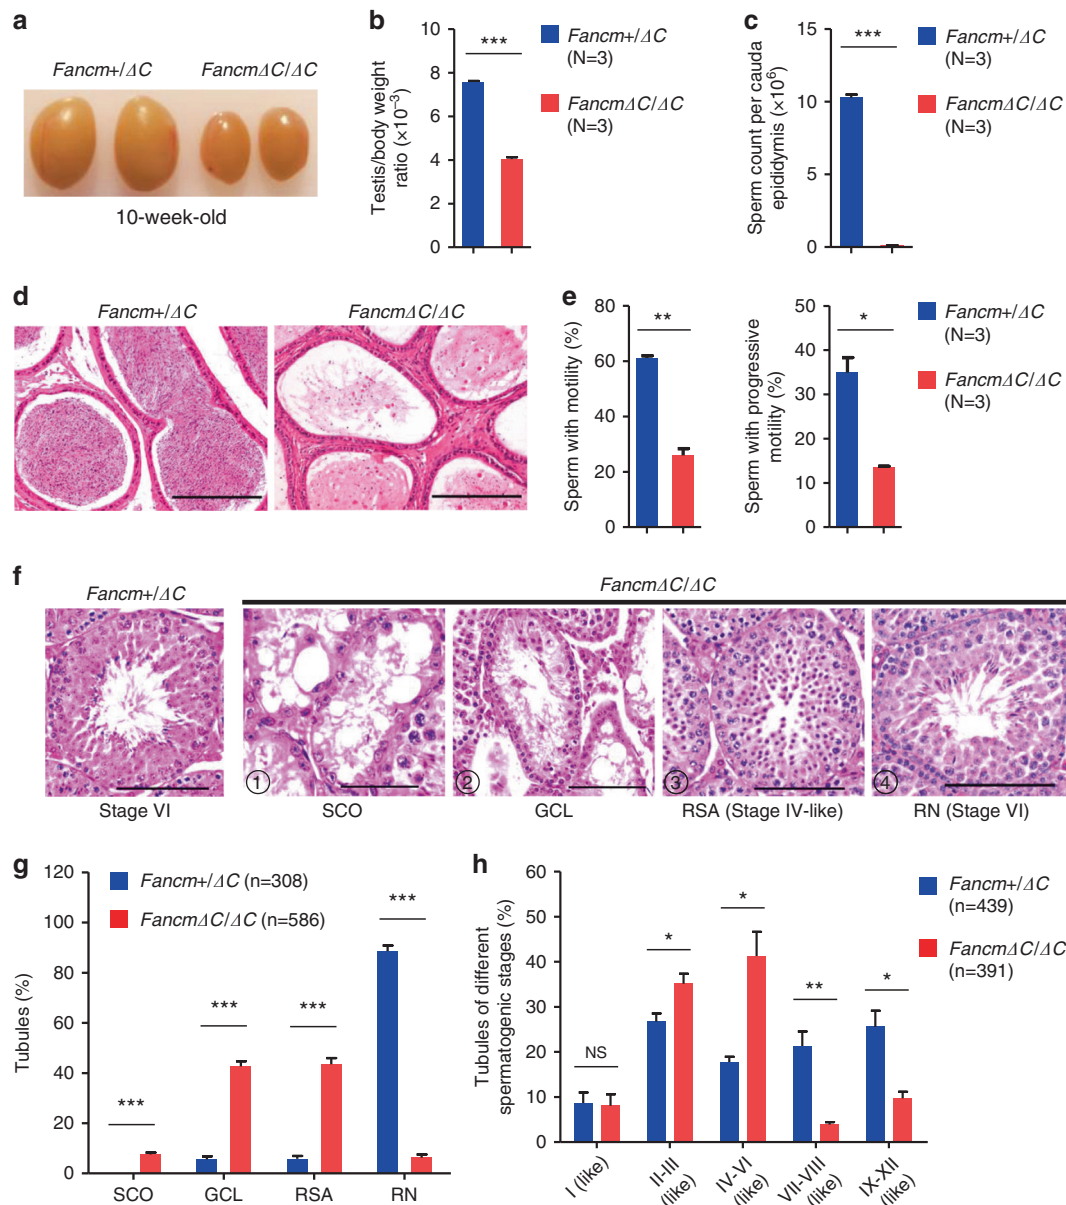 a
Fancm+/ΔC
FancmΔC/ΔC
10-week-old
b
Testis/body weight
ratio (×10⁻³)
10
8
6
4
2
0
***
Fancm+/ΔC
(N=3)
FancmΔC/ΔC
(N=3)
c
Sperm count per cauda
epididymis (×10⁶)
15
10
5
0
***
Fancm+/ΔC
(N=3)
FancmΔC/ΔC
(N=3)
d
Fancm+/ΔC
FancmΔC/ΔC
e
Sperm with motility (%)
80
60
40
20
0
**
Sperm with progressive
motility (%)
50
40
30
20
10
0
*
Fancm+/ΔC
(N=3)
FancmΔC/ΔC
(N=3)
f
Fancm+/ΔC
FancmΔC/ΔC
① ② ③ ④
Stage VI
SCO
GCL
RSA (Stage IV-like)
RN (Stage VI)
g
Tubules (%)
120
100
80
60
40
20
0
Fancm+/ΔC (n=308)
FancmΔC/ΔC (n=586)
***
***
***
***
SCO
GCL
RSA
RN
h
Tubules of different
spermatogenic stages (%)
60
50
40
30
20
10
0
NS
*
*
**
*
I (like)
II-III
(like)
IV-VI
(like)
VII-VIII
(like)
IX-XII
(like)
Fancm+/ΔC
(n=439)
FancmΔC/ΔC
(n=391)